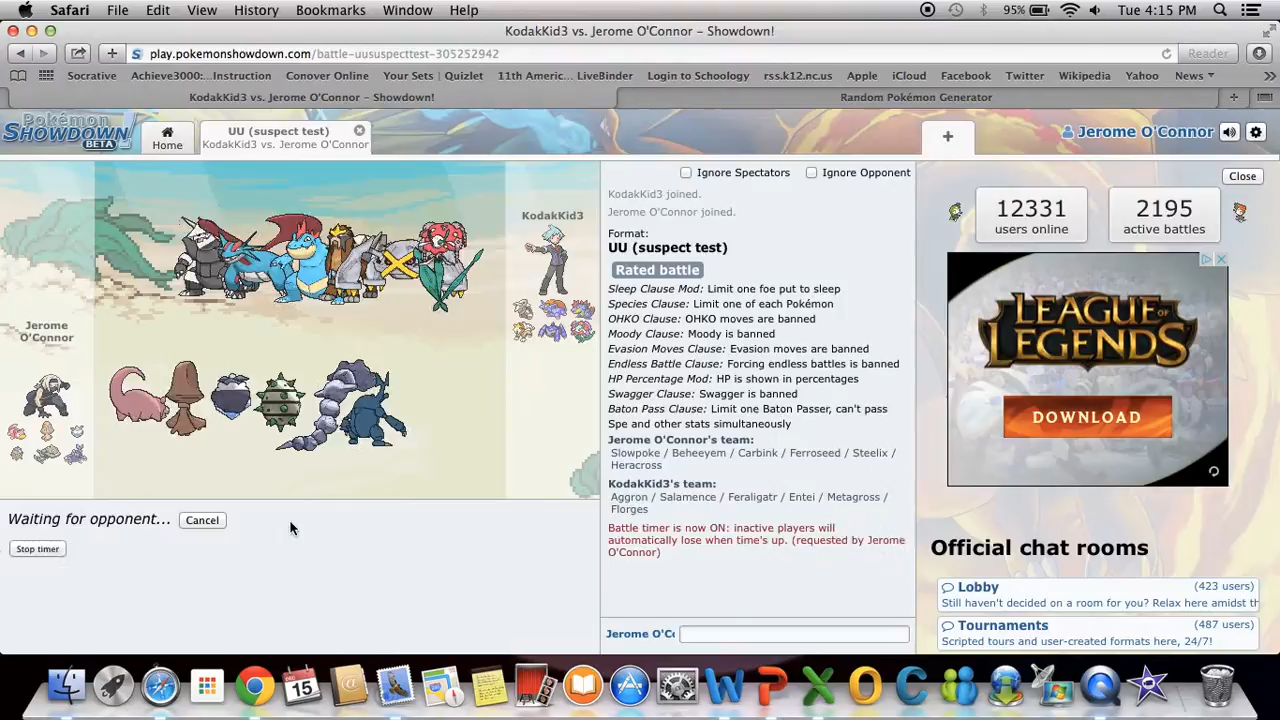 Safari File Edit View History Bookmarks Window Help
95% Tue 4:15 PM
KodakKid3 vs. Jerome O'Connor – Showdown!
play.pokemonshowdown.com/battle-uususpecttest-305252942
Reader
Socrative Achieve3000:...Instruction Conover Online Your Sets | Quizlet 11th Americ... LiveBinder Login to Schoology rss.k12.nc.us Apple iCloud Facebook Twitter Wikipedia Yahoo News
KodakKid3 vs. Jerome O'Connor – Showdown!
Random Pokémon Generator
Pokémon
SHOWDOWN!
BETA
Home
UU (suspect test)
KodakKid3 vs. Jerome O'Connor
Jerome O'Connor
KodakKid3
Jerome
O'Connor
Waiting for opponent... Cancel
Stop timer
Ignore Spectators Ignore Opponent
KodakKid3 joined.
Jerome O'Connor joined.
Format:
UU (suspect test)
Rated battle
Sleep Clause Mod: Limit one foe put to sleep
Species Clause: Limit one of each Pokémon
OHKO Clause: OHKO moves are banned
Moody Clause: Moody is banned
Evasion Moves Clause: Evasion moves are banned
Endless Battle Clause: Forcing endless battles is banned
HP Percentage Mod: HP is shown in percentages
Swagger Clause: Swagger is banned
Baton Pass Clause: Limit one Baton Passer, can't pass
Spe and other stats simultaneously
Jerome O'Connor's team:
Slowpoke / Beheeyem / Carbink / Ferroseed / Steelix /
Heracross
KodakKid3's team:
Aggron / Salamence / Feraligatr / Entei / Metagross /
Florges
Battle timer is now ON: inactive players will
automatically lose when time's up. (requested by Jerome
O'Connor)
Jerome O'Co
Close
12331
users online
2195
active battles
LEAGUE OF
LEGENDS
DOWNLOAD
Official chat rooms
Lobby (423 users)
Still haven't decided on a room for you? Relax here amidst th
Tournaments (487 users)
Scripted tours and user-created formats here, 24/7!